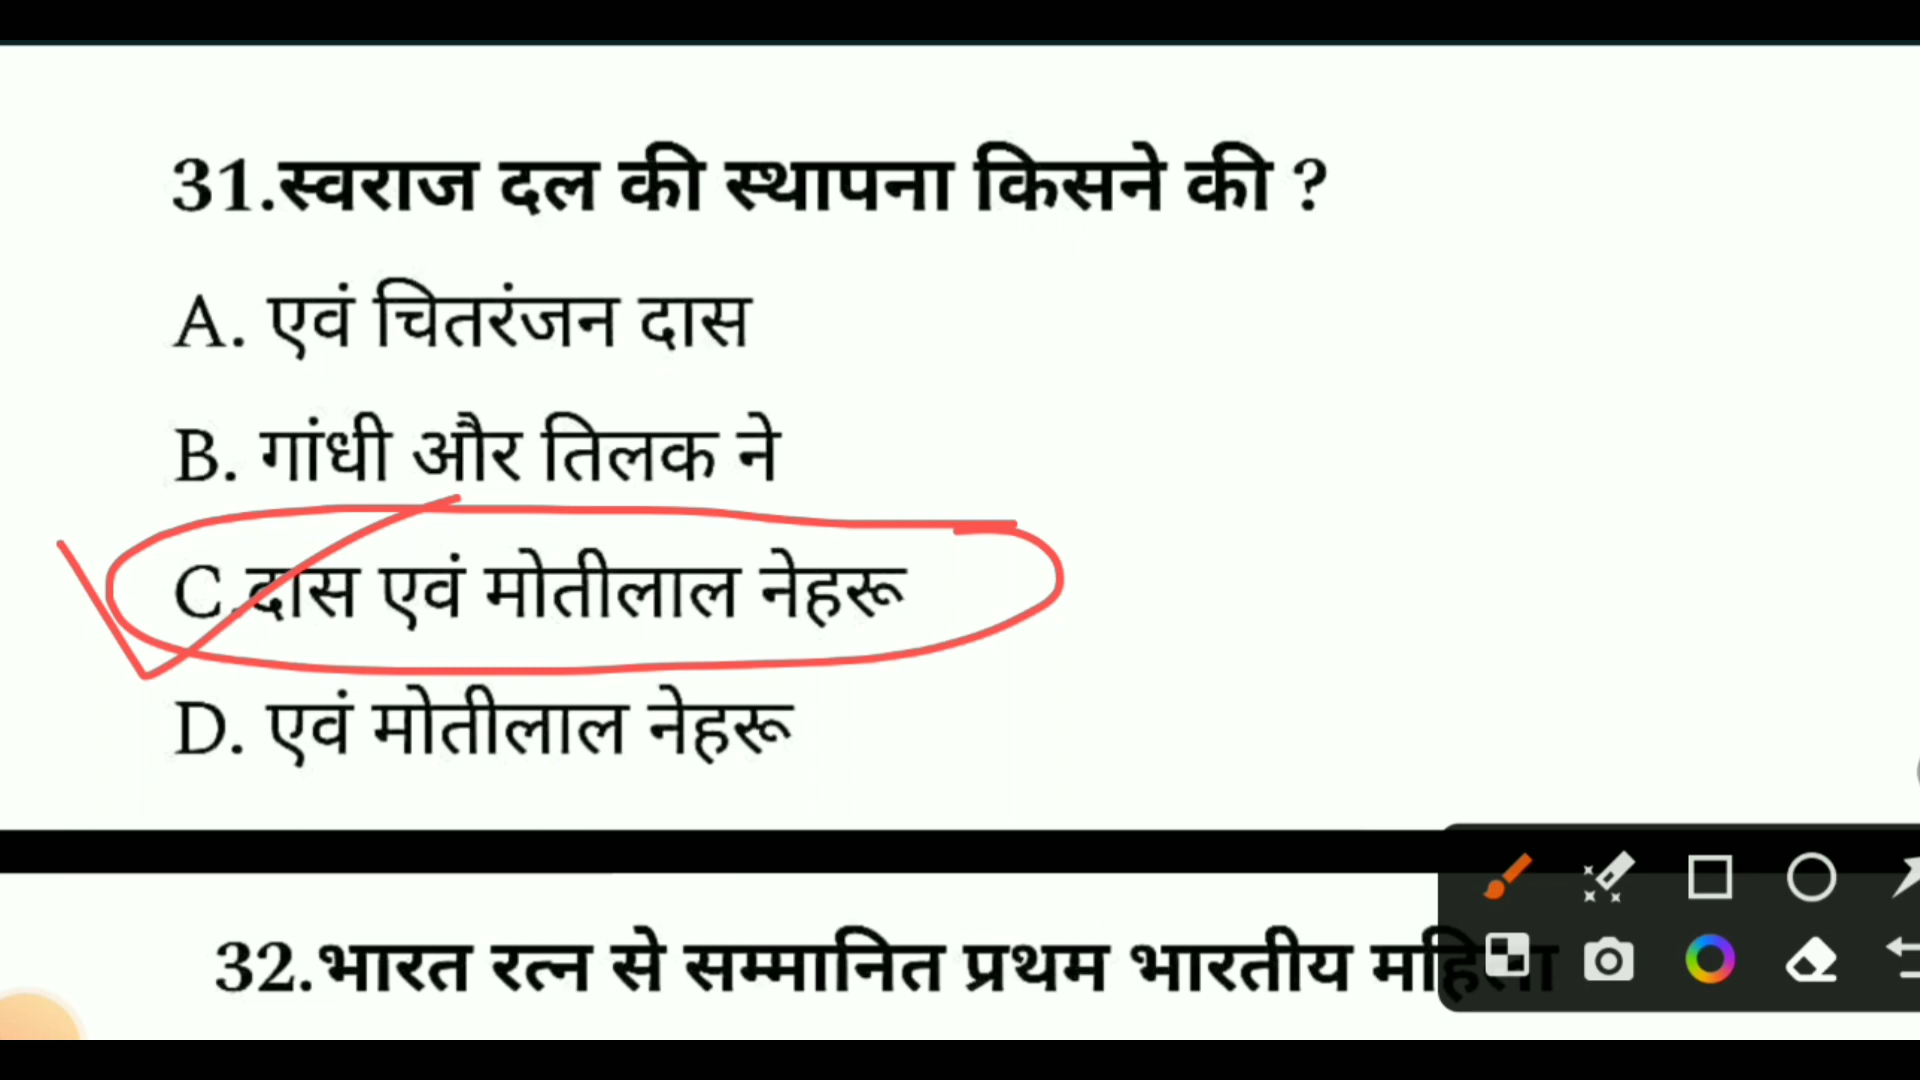 31.स्वराज दल की स्थापना किसने की ?
A. एवं चितरंजन दास
B. गांधी और तिलक ने
C.दास एवं मोतीलाल नेहरू
D. एवं मोतीलाल नेहरू
32.भारत रत्न से सम्मानित प्रथम भारतीय महिला